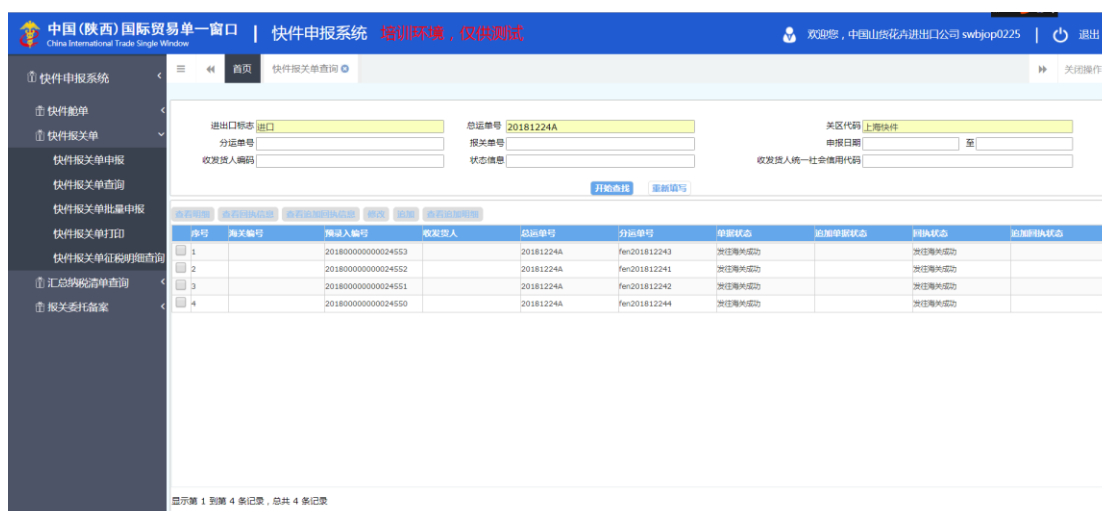 中国(陕西)国际贸易单一窗口 | 快件申报系统 培训环境，仅供测试 欢迎您，中国山货花卉进出口公司 swbjop0225 | 退出
China International Trade Single Window
快件申报系统
首页 快件报关单查询 关闭操作
快件舱单
快件报关单
快件报关单申报
快件报关单查询
快件报关单批量申报
快件报关单打印
快件报关单征税明细查询
汇总纳税清单查询
报关委托备案
进出口标志 进口 总运单号 20181224A 关区代码 上海快件
分运单号 报关单号 申报日期 至
收发货人编码 状态信息 收发货人统一社会信用代码
开始查找 重新填写
查看明细 查看回执信息 查看追加回执信息 修改 追加 查看追加明细
序号 海关编号 预录入编号 收发货人 总运单号 分运单号 单据状态 追加单据状态 回执状态 追加回执状态
1 201800000000024553 20181224A fen201812243 发往海关成功 发往海关成功
2 201800000000024552 20181224A fen201812241 发往海关成功 发往海关成功
3 201800000000024551 20181224A fen201812242 发往海关成功 发往海关成功
4 201800000000024550 20181224A fen201812244 发往海关成功 发往海关成功
显示第 1 到第 4 条记录，总共 4 条记录